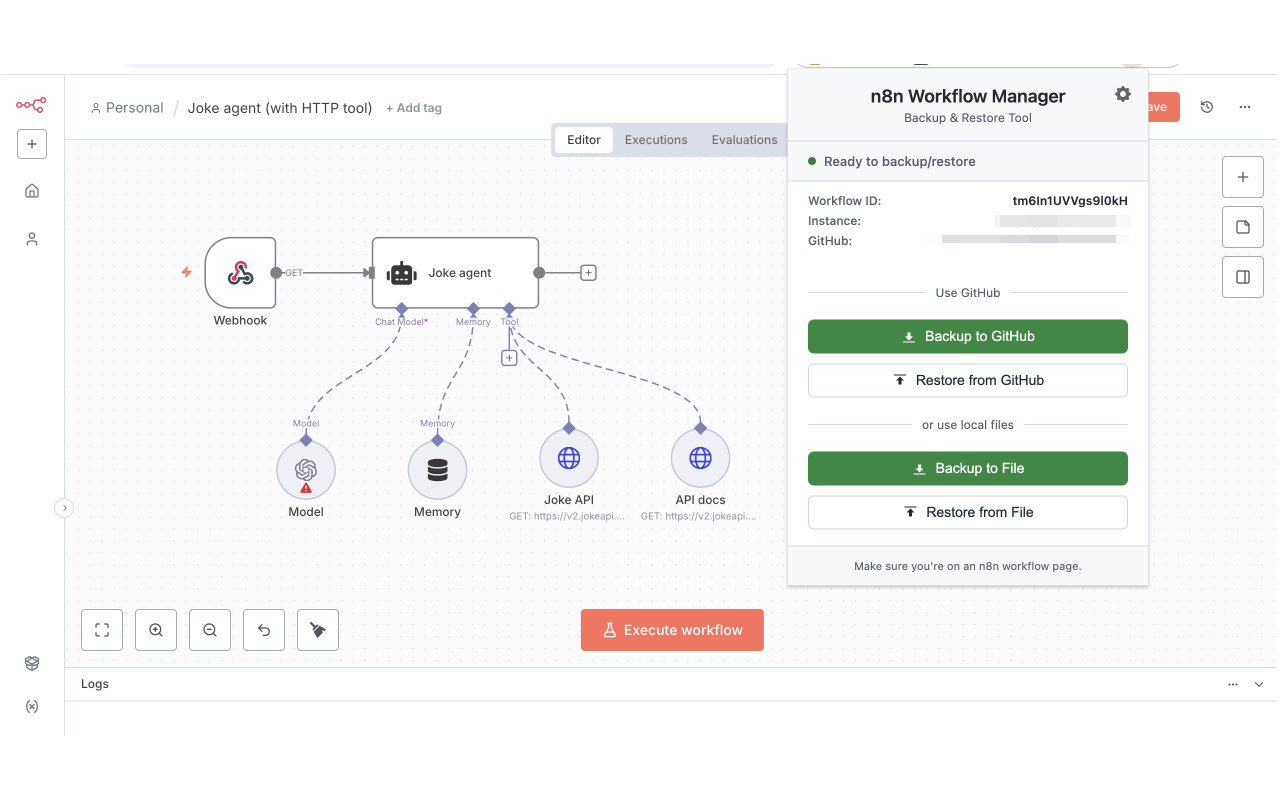 Personal / Joke agent (with HTTP tool) + Add tag
Editor Executions Evaluations
ave
n8n Workflow Manager
Backup & Restore Tool
Ready to backup/restore
Workflow ID: tm6In1UVVgs9I0kH
Instance:
GitHub:
Use GitHub
Backup to GitHub
Restore from GitHub
or use local files
Backup to File
Restore from File
Make sure you're on an n8n workflow page.
GET
Joke agent
Webhook
Chat Model* Memory Tool
Model Memory
Model
Memory
Joke API
GET: https://v2.jokeapi....
API docs
GET: https://v2.jokeapi....
Execute workflow
Logs